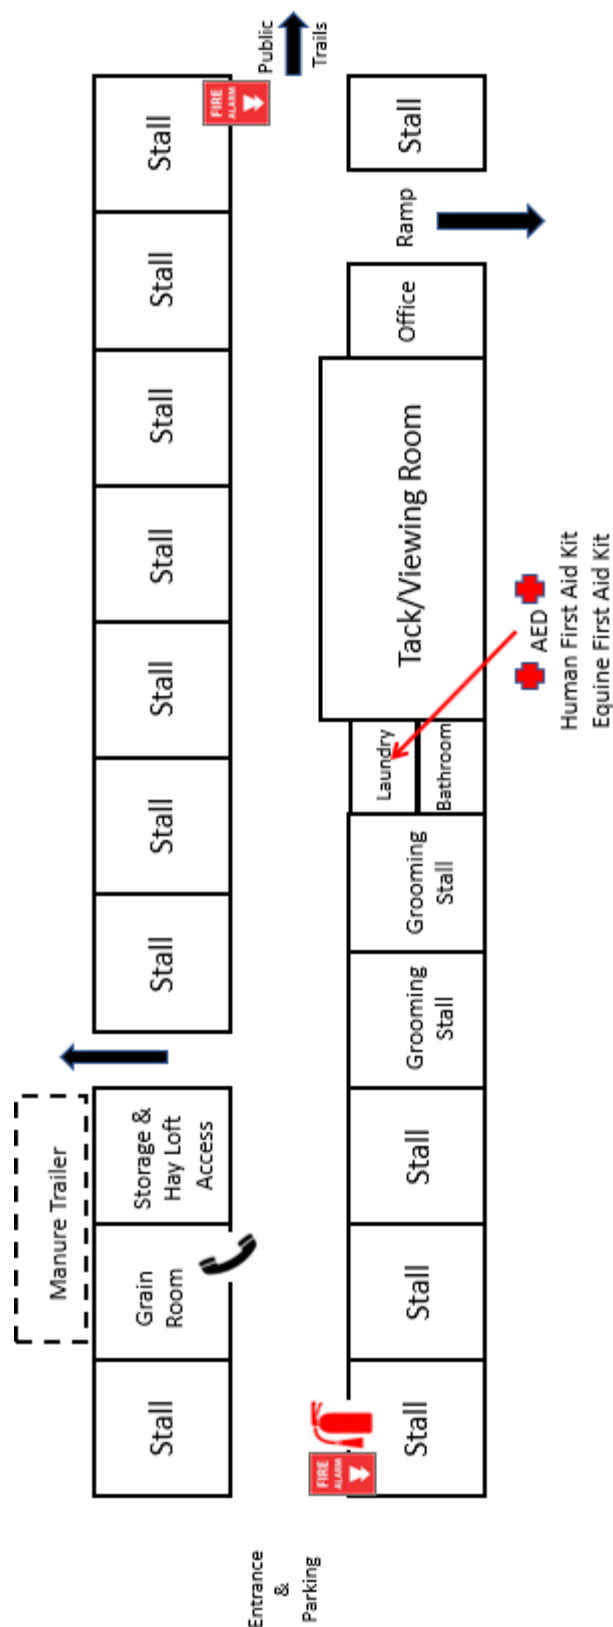 Public
Trails
FIRE
ALARM
Stall
Stall
Stall
Stall
Stall
Stall
Stall
Stall
Ramp
Office
Tack/Viewing Room
Laundry
Bathroom
AED
Human First Aid Kit
Equine First Aid Kit
Grooming
Stall
Grooming
Stall
Manure Trailer
Storage &
Hay Loft
Access
Grain
Room
Stall
Stall
Stall
Stall
FIRE
ALARM
Entrance
&
Parking